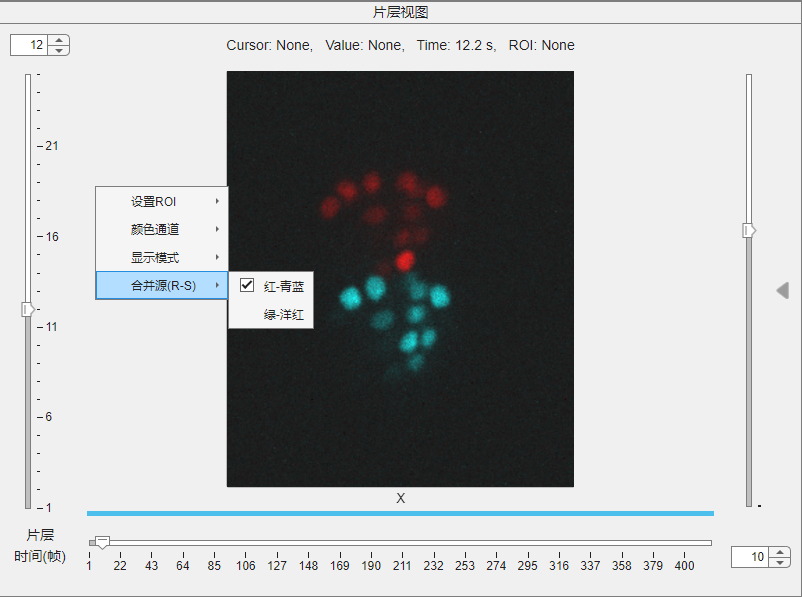 片层视图
12
Cursor: None, Value: None, Time: 12.2 s, ROI: None
21
16
11
6
1
设置ROI
颜色通道
显示模式
合并源(R-S)
红-青蓝
绿-洋红
X
片层
时间(帧)
1 22 43 64 85 106 127 148 169 190 211 232 253 274 295 316 337 358 379 400
10